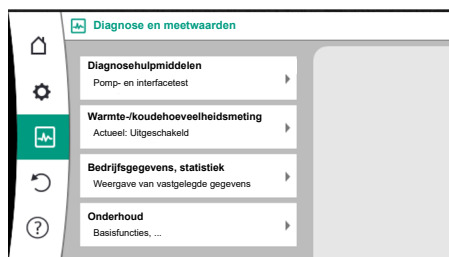 Diagnose en meetwaarden
Diagnosehulpmiddelen
Pomp- en interfacetest
Warmte-/koudehoeveelheidsmeting
Actueel: Uitgeschakeld
Bedrijfsgegevens, statistiek
Weergave van vastgelegde gegevens
Onderhoud
Basisfuncties, ...
?